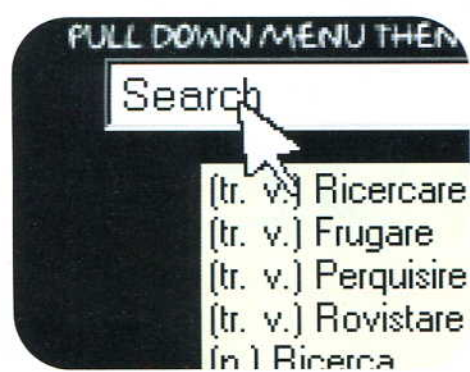 PULL DOWN MENU THEN
Search
(tr. v.) Ricercare
(tr. v.) Frugare
(tr. v.) Perquisire
(tr. v.) Rovistare
(n.) Ricerca